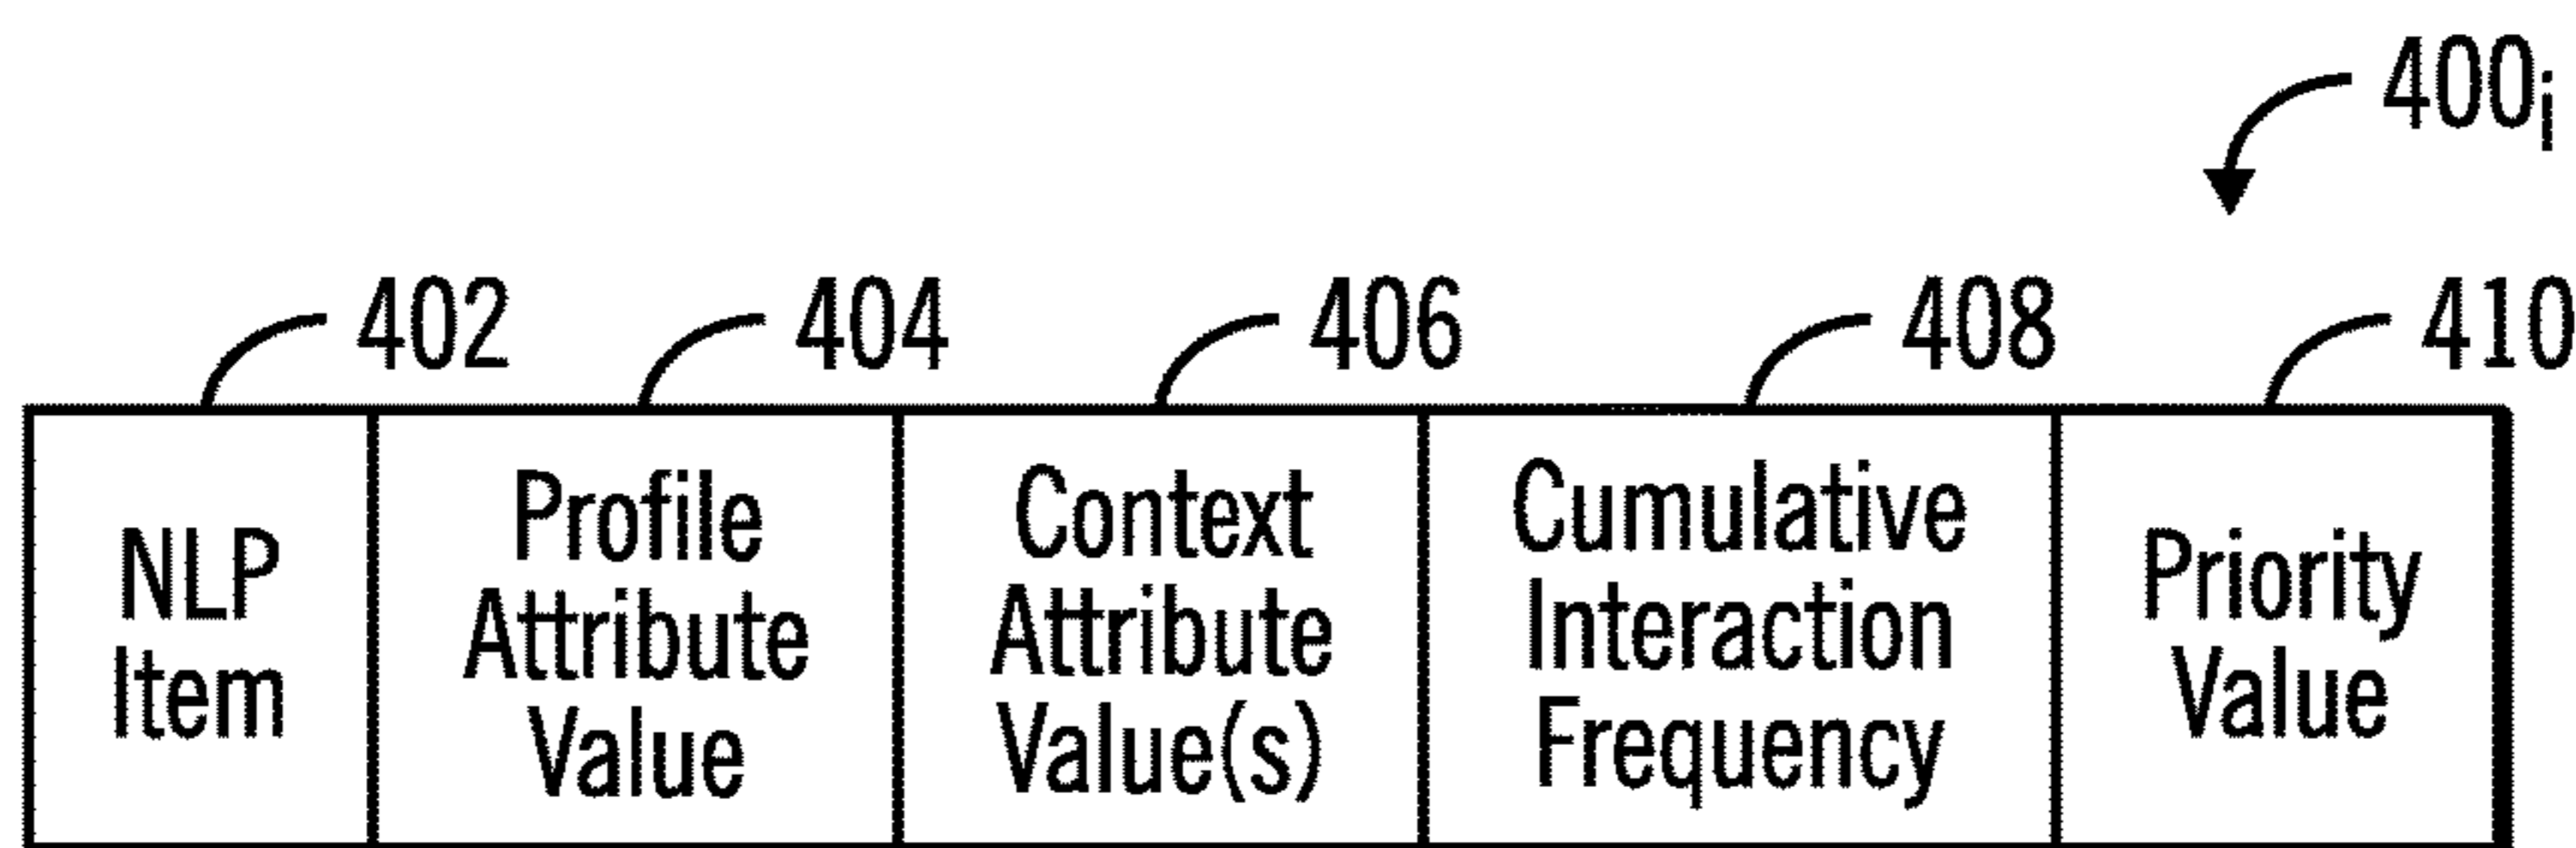 400i
402
404
406
408
410
NLP
Item
Profile
Attribute
Value
Context
Attribute
Value(s)
Cumulative
Interaction
Frequency
Priority
Value